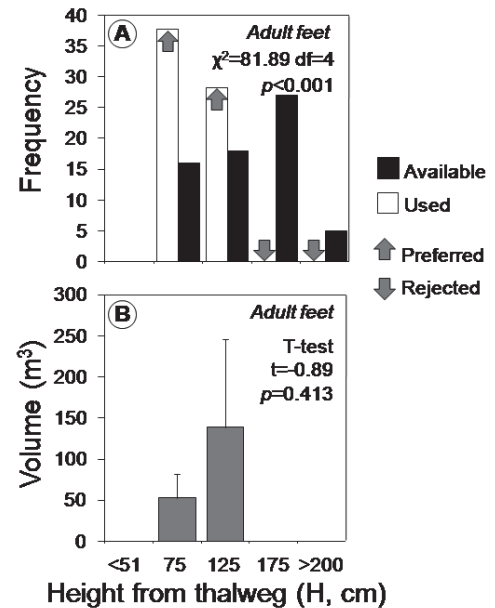 40
35
30
25
20
15
10
5
0
Frequency
A
Adult feet
χ²=81.89 df=4
p<0.001
Available
Used
Preferred
Rejected
300
250
200
150
100
50
0
Volume (m³)
B
Adult feet
T-test
t=-0.89
p=0.413
<51 75 125 175 >200
Height from thalweg (H, cm)